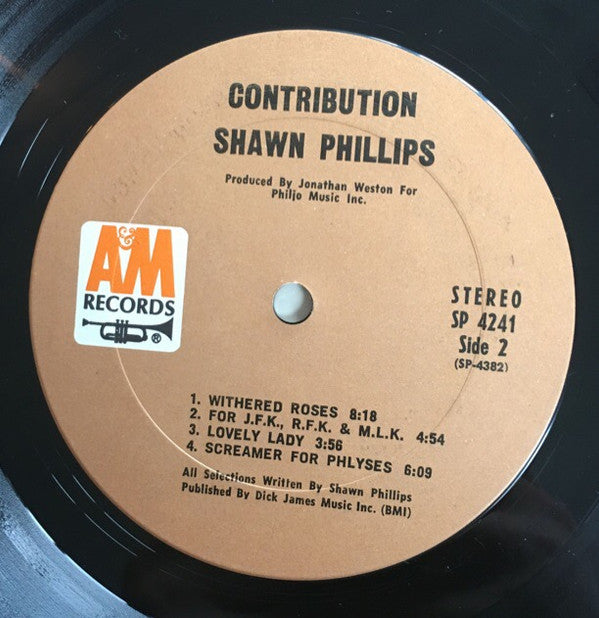 CONTRIBUTION
SHAWN PHILLIPS
Produced By Jonathan Weston For
Philjo Music Inc.
A&M
RECORDS
®
STEREO
SP 4241
Side 2
(SP-4382)
1. WITHERED ROSES 8:18
2. FOR J.F.K., R.F.K. & M.L.K. 4:54
3. LOVELY LADY 3:56
4. SCREAMER FOR PHLYSES 6:09
All Selections Written By Shawn Phillips
Published By Dick James Music Inc. (BMI)